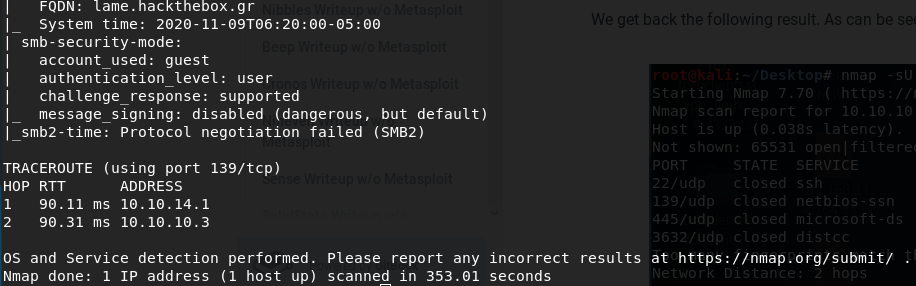 |   FQDN: lame.hackthebox.gr
|_  System time: 2020-11-09T06:20:00-05:00
| smb-security-mode:
|   account_used: guest
|   authentication_level: user
|   challenge_response: supported
|_  message_signing: disabled (dangerous, but default)
|_smb2-time: Protocol negotiation failed (SMB2)
TRACEROUTE (using port 139/tcp)
HOP RTT      ADDRESS
1   90.11 ms 10.10.14.1
2   90.31 ms 10.10.10.3
OS and Service detection performed. Please report any incorrect results at https://nmap.org/submit/ .
Nmap done: 1 IP address (1 host up) scanned in 353.01 seconds
Nibbles Writeup w/o Metasploit
Beep Writeup w/o Metasploit
Cronos Writeup w/o Metasploit
Metasploit
Sense Writeup w/o Metasploit
We get back the following result. As can be se
root@kali:~/Desktop# nmap -sU
Starting Nmap 7.70 ( https://n
Nmap scan report for 10.10.10
Host is up (0.038s latency).
Not shown: 65531 open|filtere
PORT     STATE  SERVICE
22/udp   closed ssh
139/udp  closed netbios-ssn
445/udp  closed microsoft-ds
3632/udp closed distcc
Network Distance: 2 hops